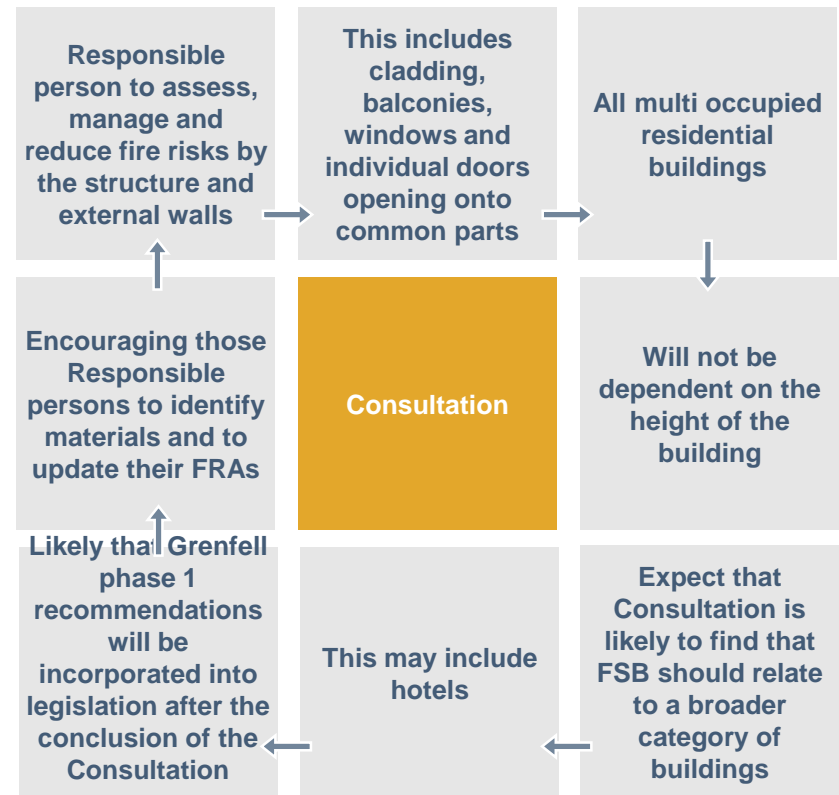 Responsible
person to assess,
manage and
reduce fire risks by
the structure and
external walls
This includes
cladding,
balconies,
windows and
individual doors
opening onto
common parts
All multi occupied
residential
buildings
Encouraging those
Responsible
persons to identify
materials and to
update their FRAs
Consultation
Will not be
dependent on the
height of the
building
Likely that Grenfell
phase 1
recommendations
will be
incorporated into
legislation after the
conclusion of the
Consultation
This may include
hotels
Expect that
Consultation is
likely to find that
FSB should relate
to a broader
category of
buildings